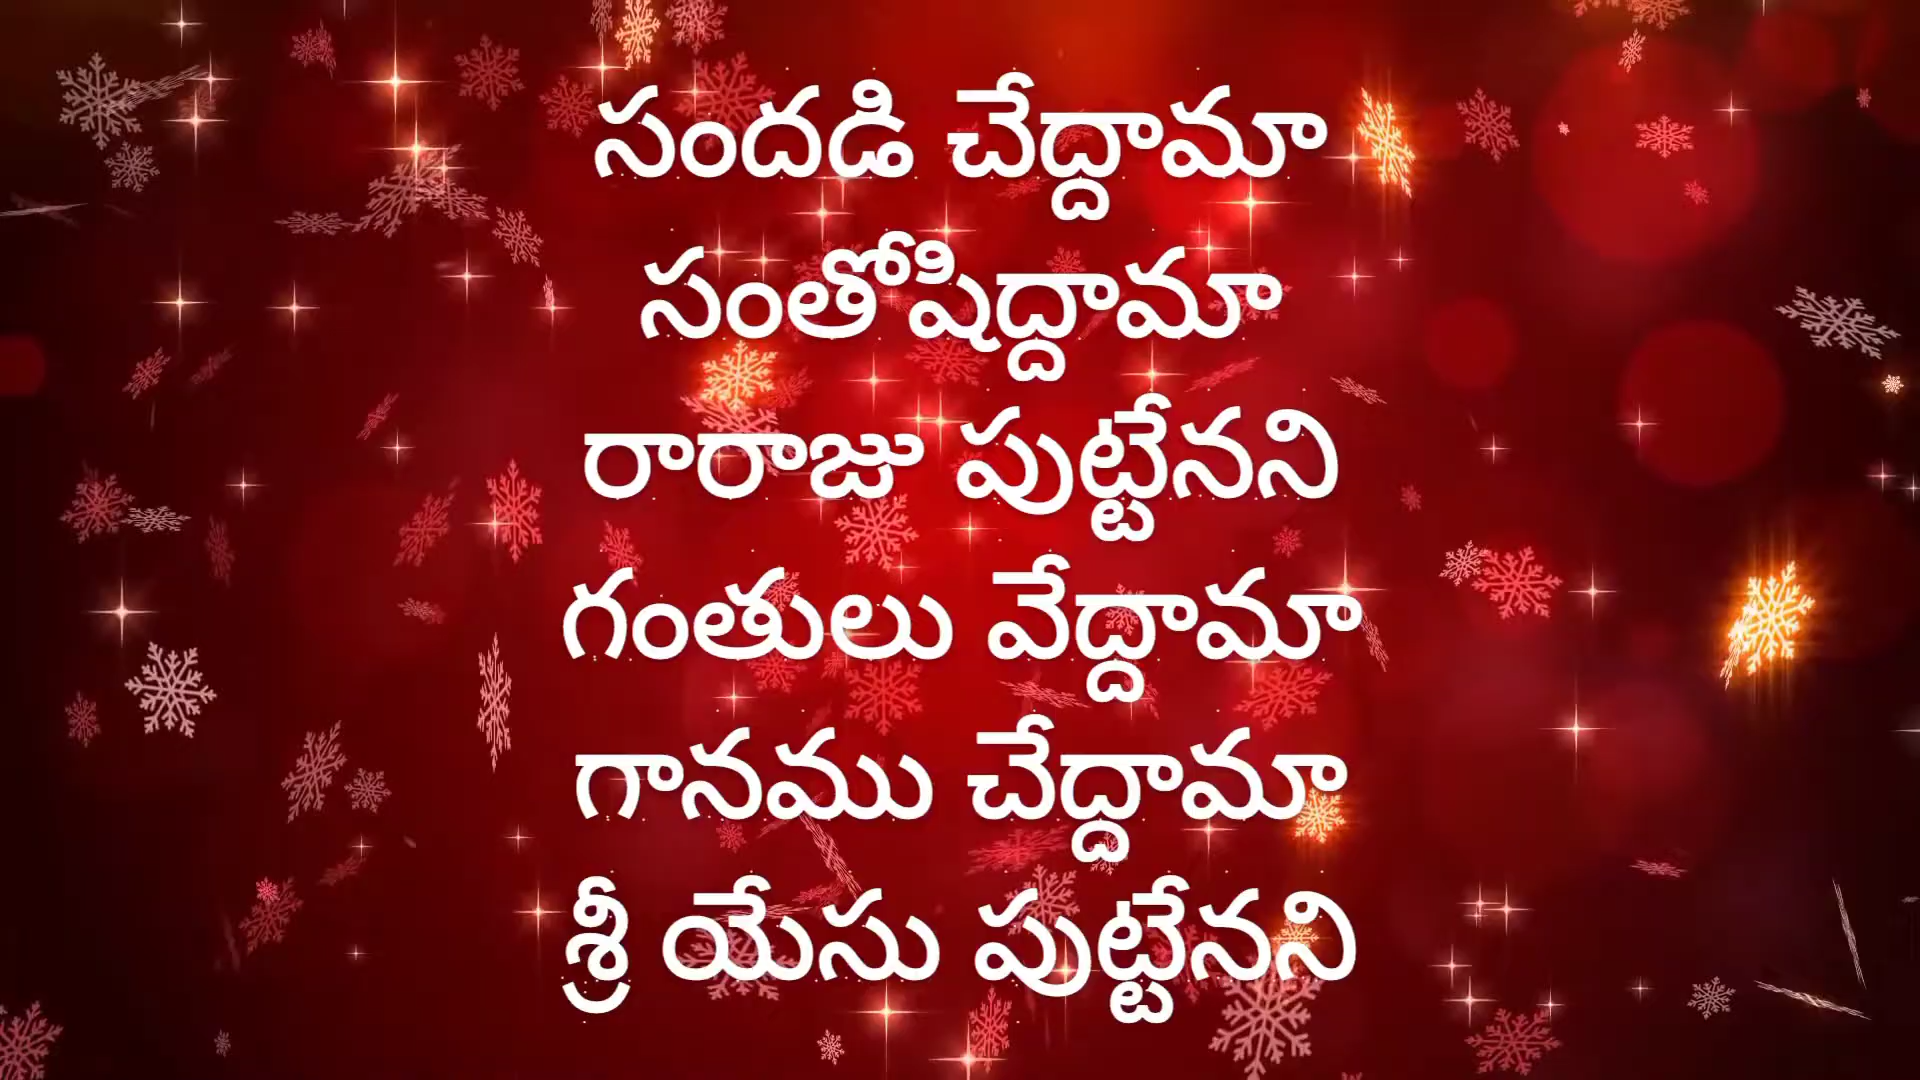 సందడి చేద్దామా
సంతోషిద్దామా
రారాజు పుట్టేనని
గంతులు వేద్దామా
గానము చేద్దామా
శ్రీ యేసు పుట్టేనని